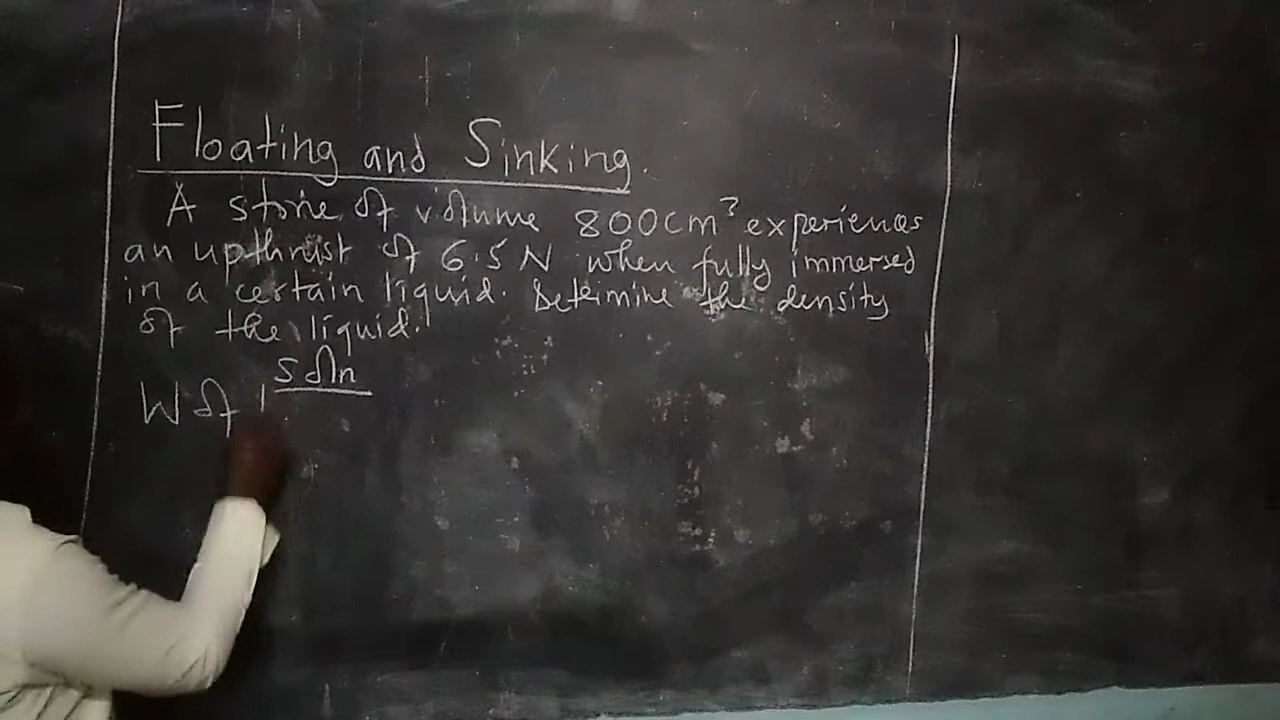 Floating and Sinking.
A stone of volume 800cm³ experiences
an upthrust of 6.5 N when fully immersed
in a certain liquid. Determine the density
of the liquid.
Soln
W of l